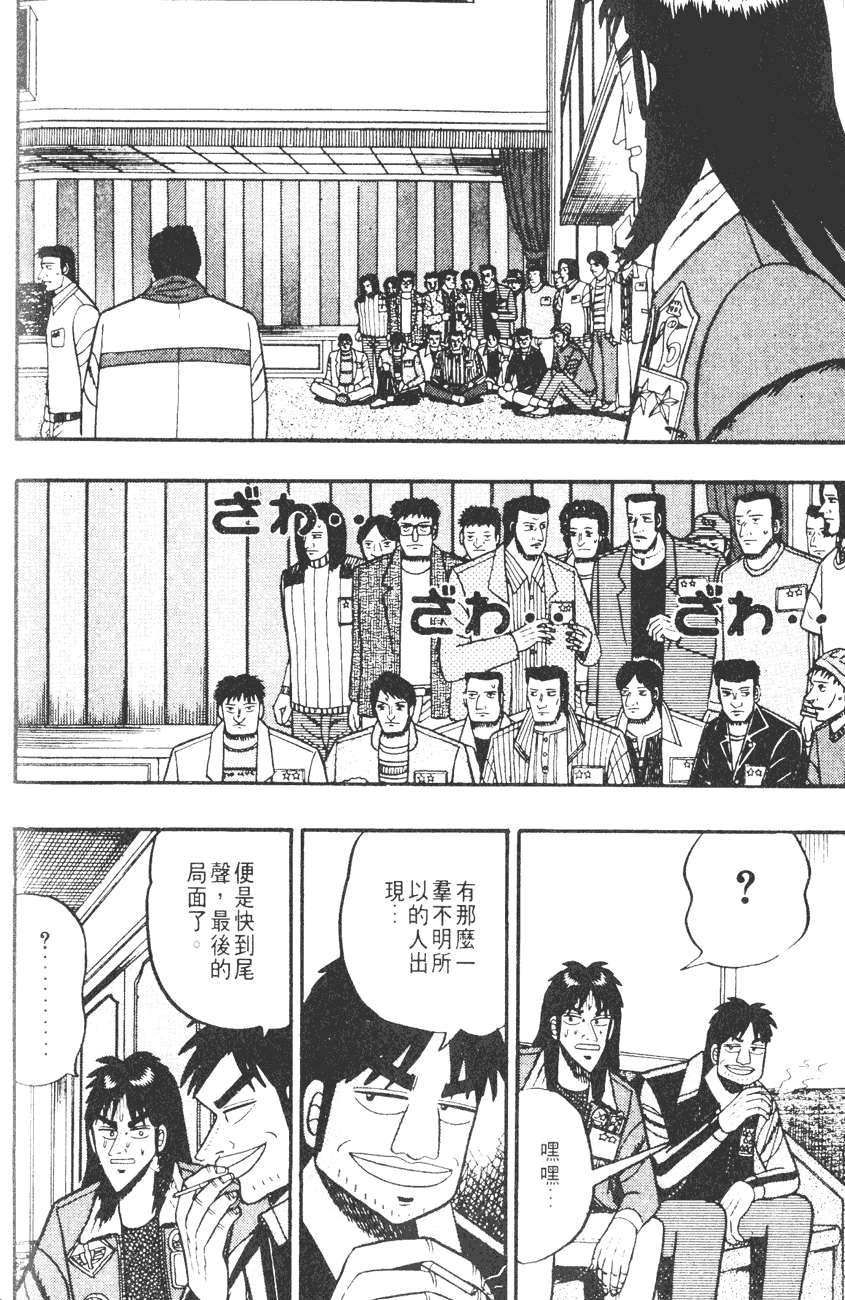 ざわ・・
ざわ・・
ざわ・・
？
嘿嘿…
有那麼一
羣不明所
以的人出
現…
便是快到尾
聲，最後的
局面了。
？………